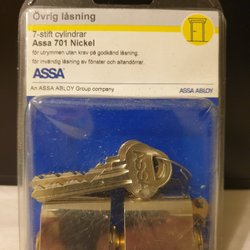 Övrig låsning
7-stift cylindrar
Assa 701 Nickel
för utrymmen utan krav på godkänd låsning.
för invändig låsning av fönster och altandörrar.
ASSA
An ASSA ABLOY Group company
ASSA ABLOY
ASSA